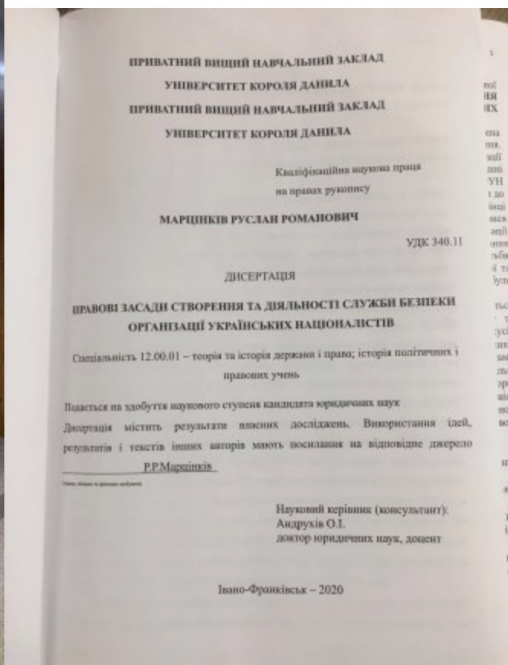 ПРИВАТНИЙ ВИЩИЙ НАВЧАЛЬНИЙ ЗАКЛАД
УНІВЕРСИТЕТ КОРОЛЯ ДАНИЛА
ПРИВАТНИЙ ВИЩИЙ НАВЧАЛЬНИЙ ЗАКЛАД
УНІВЕРСИТЕТ КОРОЛЯ ДАНИЛА
Кваліфікаційна наукова праця
на правах рукопису
МАРЦІНКІВ РУСЛАН РОМАНОВИЧ
УДК 340.11
ДИСЕРТАЦІЯ
ПРАВОВІ ЗАСАДИ СТВОРЕННЯ ТА ДІЯЛЬНОСТІ СЛУЖБИ БЕЗПЕКИ
ОРГАНІЗАЦІЇ УКРАЇНСЬКИХ НАЦІОНАЛІСТІВ
Спеціальність 12.00.01 – теорія та історія держави і права; історія політичних і
правових учень
Подається на здобуття наукового ступеня кандидата юридичних наук
Дисертація містить результати власних досліджень. Використання ідей,
результатів і текстів інших авторів мають посилання на відповідне джерело
Р.Р.Марцінків
Науковий керівник (консультант):
Андрухів О.І.
доктор юридичних наук, доцент
Івано-Франківськ – 2020